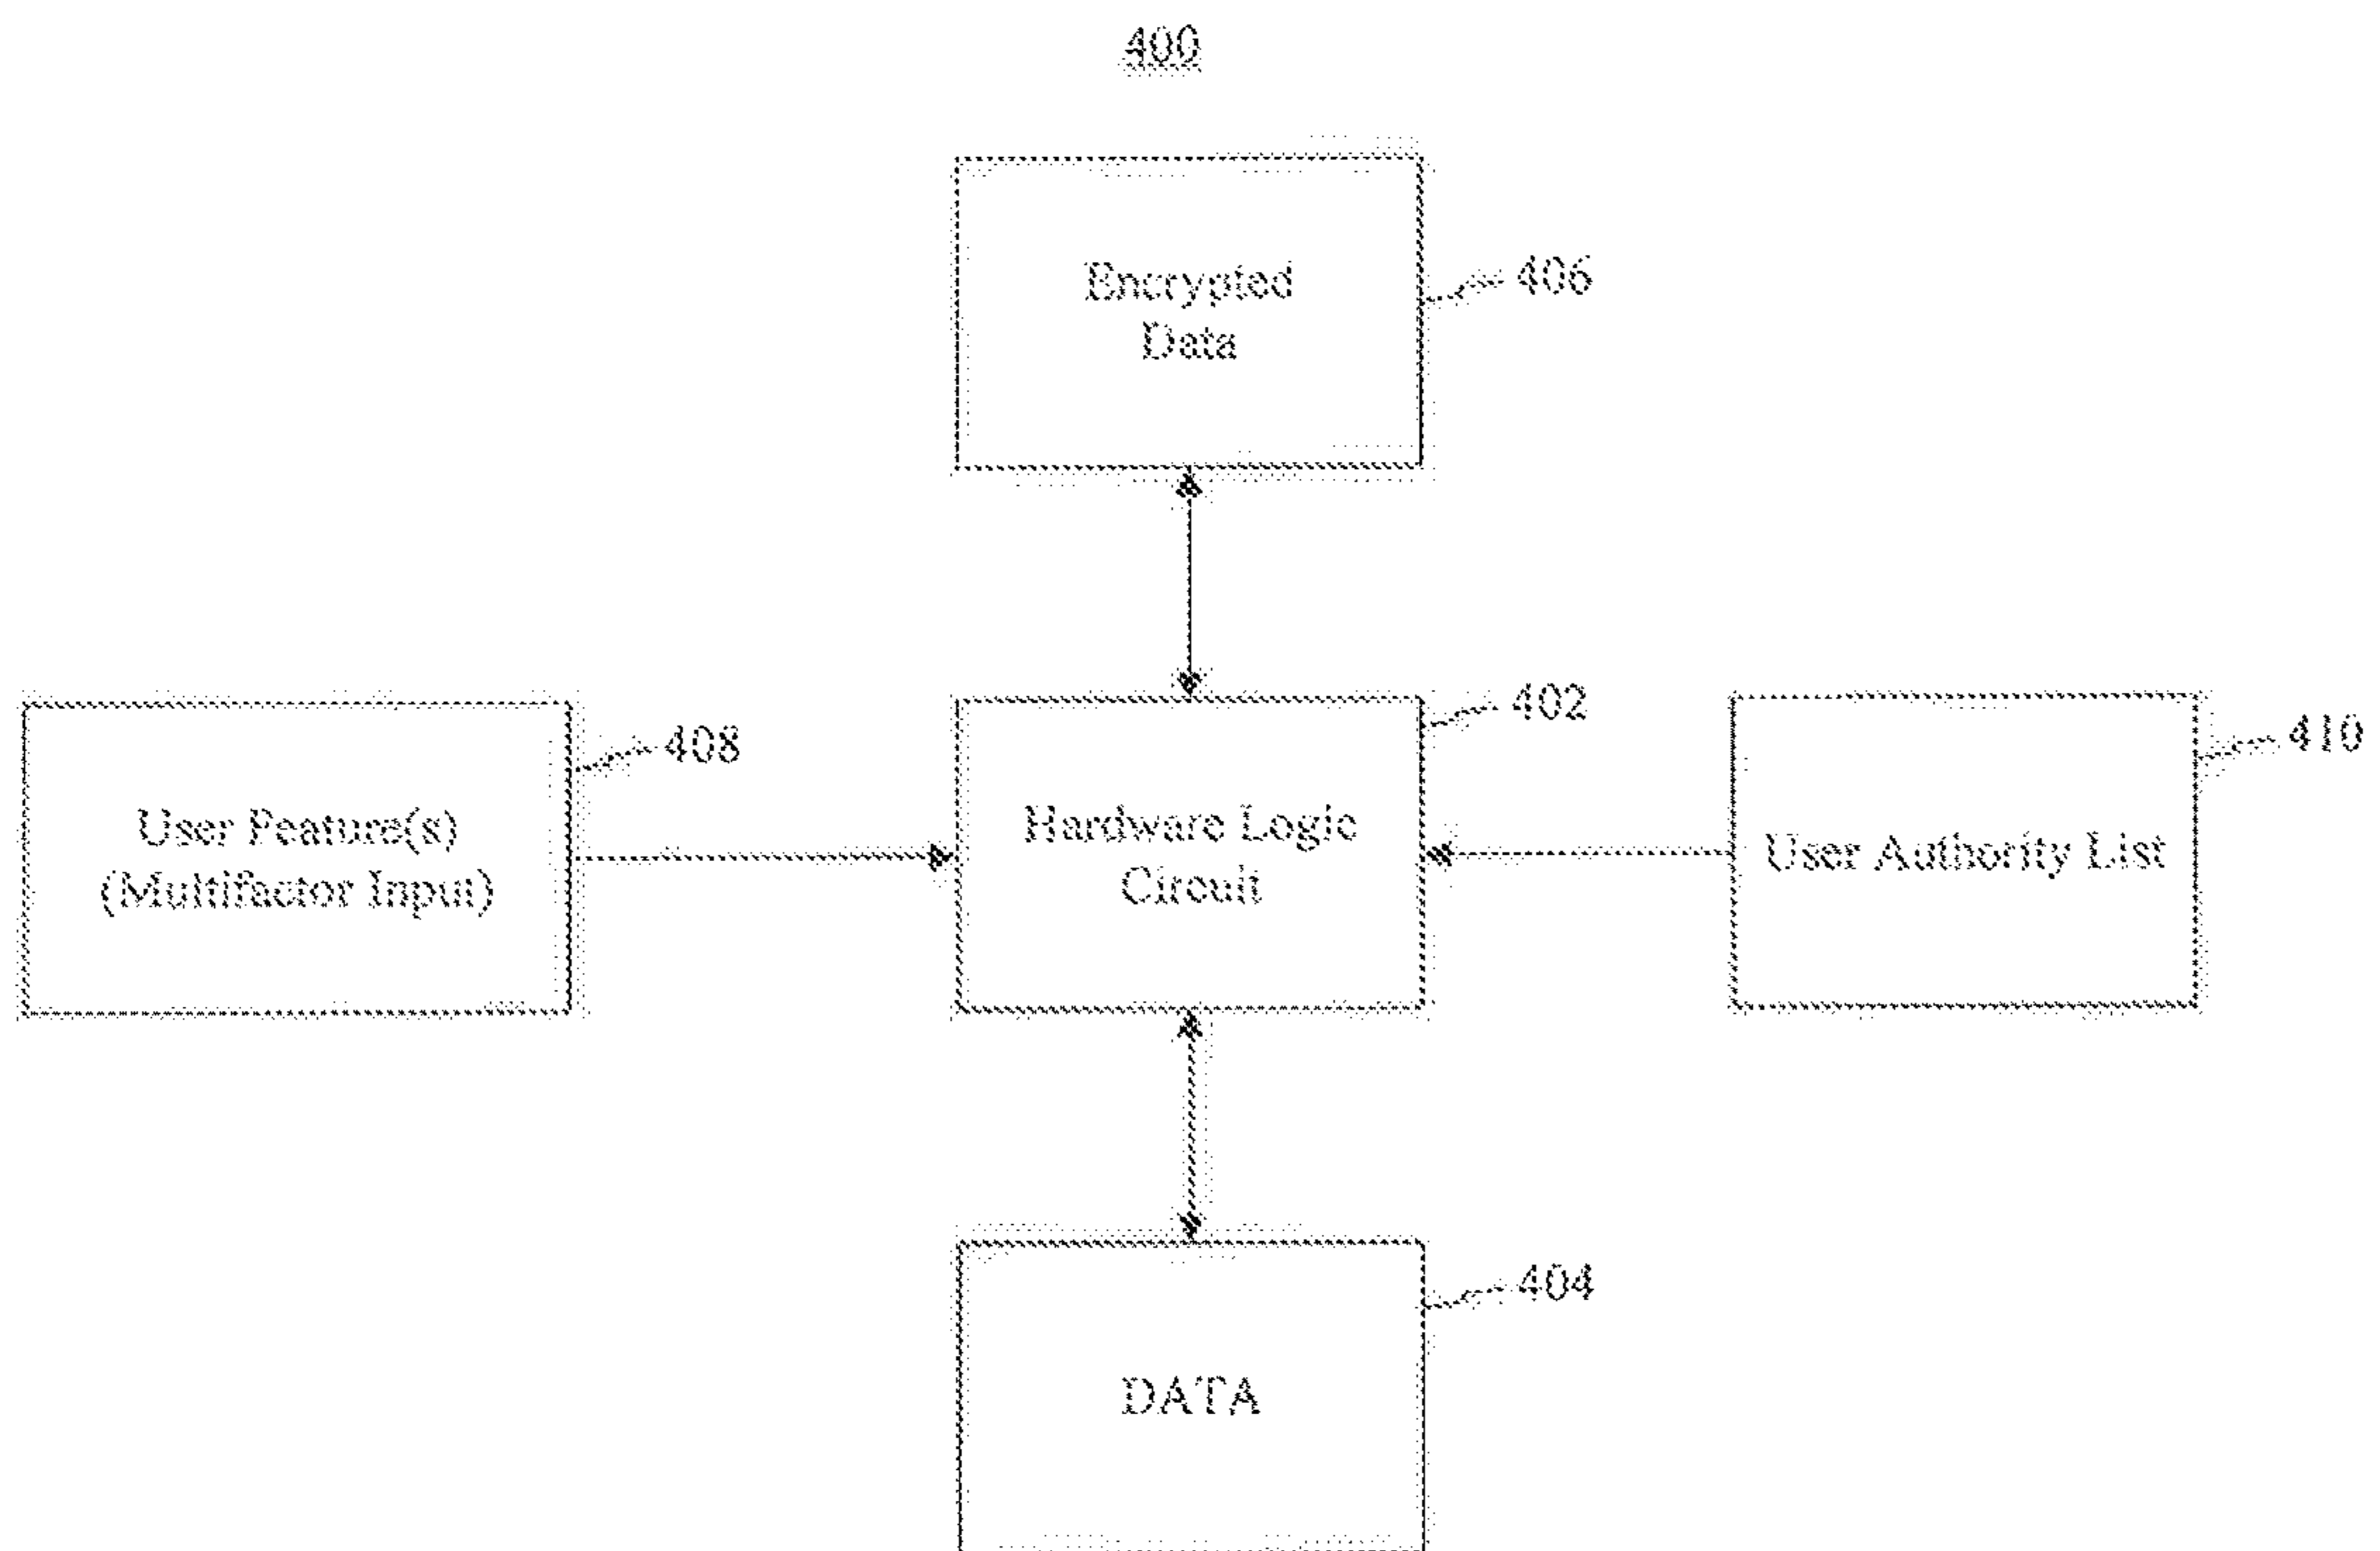 400
Encrypted
Data
406
402
408
410
User Feature(s)
(Multifactor Input)
Hardware Logic
Circuit
User Authority List
404
DATA